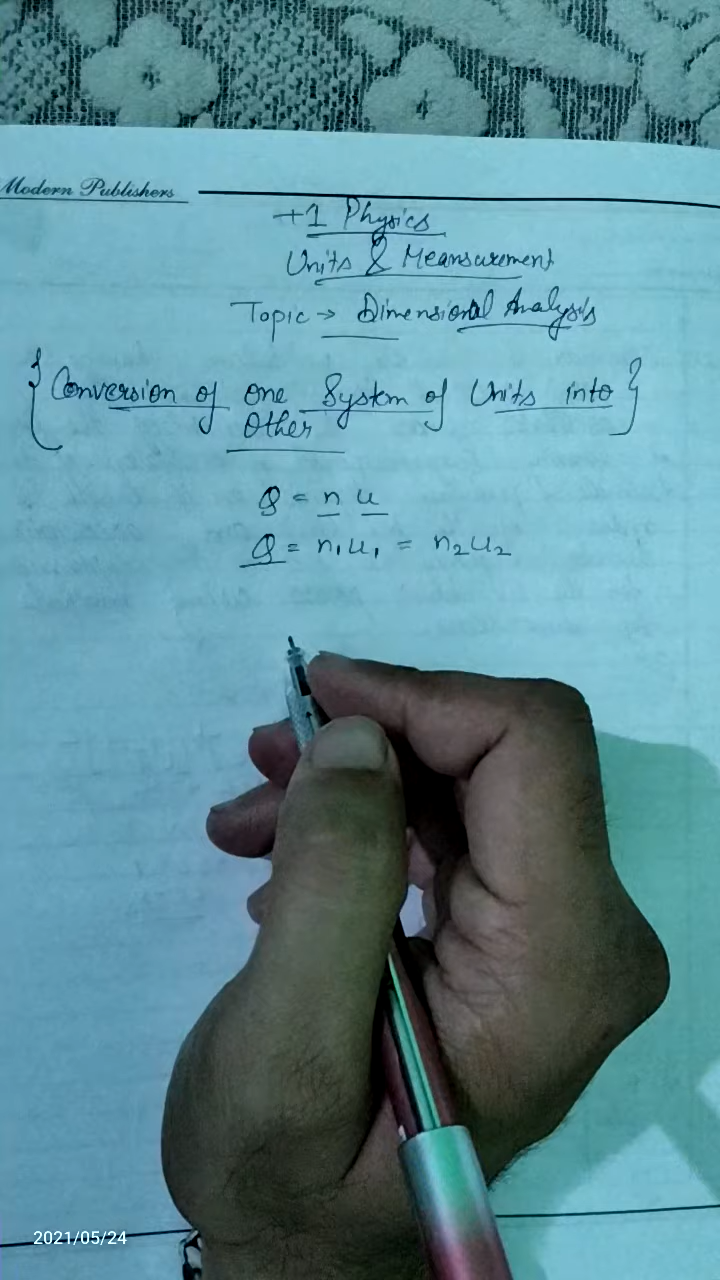 Modern Publishers
+1 Physics
Units & Meansurement
Topic → Dimensional Analysis
{Conversion of one System of Units into}
Other
Q = n u
Q = n₁u₁ = n₂u₂
2021/05/24